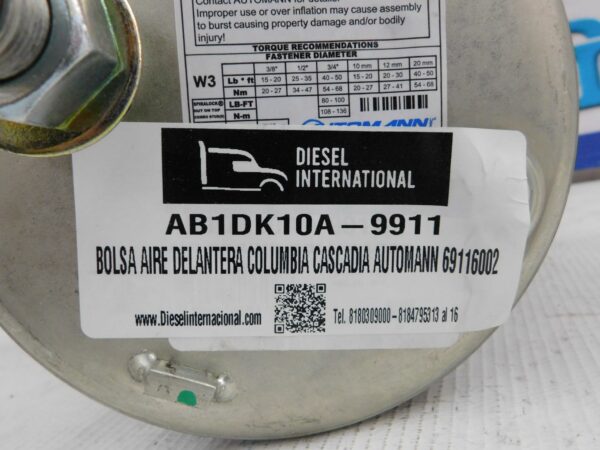 Contact AUTOMANN for details.
Improper use or over inflation may cause assembly
to burst causing property damage and/or bodily
injury!
TORQUE RECOMMENDATIONS
FASTENER DIAMETER
W3
3/8" 1/2" 3/4" 10 mm 12 mm 20 mm
Lb * ft 15 - 20 25 - 35 40 - 50 15 - 20 20 - 30 40 - 50
Nm 20 - 27 34 - 47 54 - 68 20 - 27 27 - 41 54 - 68
LB-FT 80 - 100
N-m 108 - 136
DIESEL
INTERNATIONAL
AB1DK10A-9911
BOLSA AIRE DELANTERA COLUMBIA CASCADIA AUTOMANN 69116002
www.Dieselinternacional.com
Tel. 8180309000-8184795313 al 16